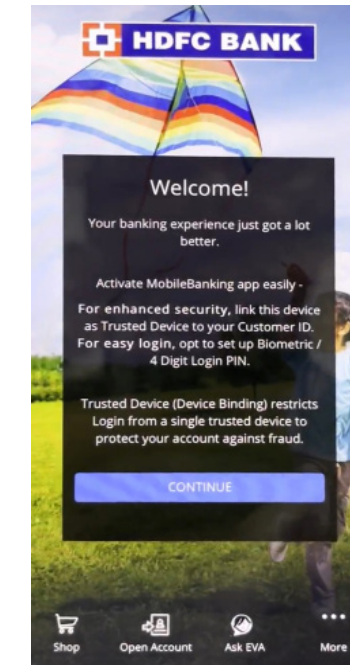 HDFC BANK
Welcome!
Your banking experience just got a lot
better.
Activate MobileBanking app easily -
For enhanced security, link this device
as Trusted Device to your Customer ID.
For easy login, opt to set up Biometric /
4 Digit Login PIN.
Trusted Device (Device Binding) restricts
Login from a single trusted device to
protect your account against fraud.
CONTINUE
Shop Open Account Ask EVA More